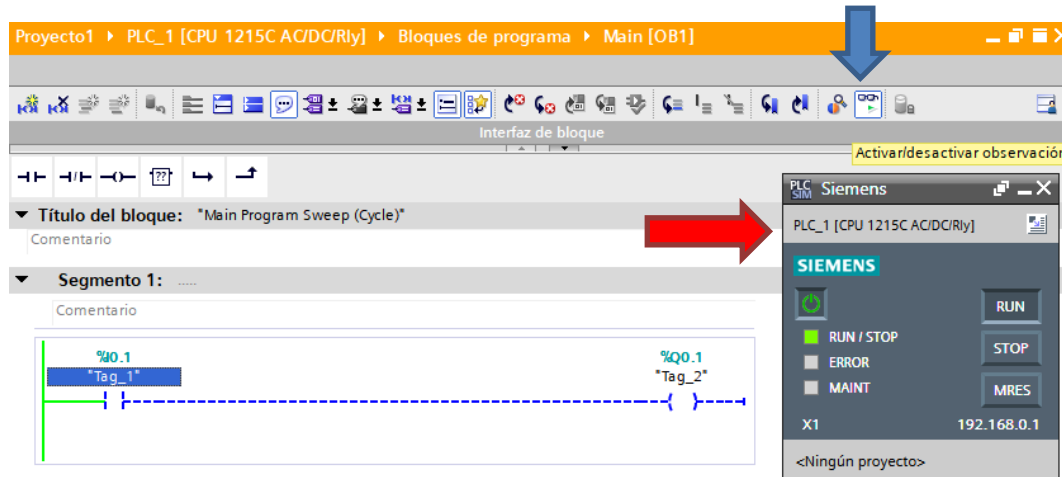 Proyecto1 ▸ PLC_1 [CPU 1215C AC/DC/Rly] ▸ Bloques de programa ▸ Main [OB1]
Interfaz de bloque
Activar/desactivar observación
??
Título del bloque: "Main Program Sweep (Cycle)"
Comentario
Segmento 1: .....
Comentario
%I0.1
"Tag_1"
%Q0.1
"Tag_2"
PLC SIM Siemens
PLC_1 [CPU 1215C AC/DC/Rly]
SIEMENS
RUN
RUN / STOP
STOP
ERROR
MAINT
MRES
X1 192.168.0.1
<Ningún proyecto>